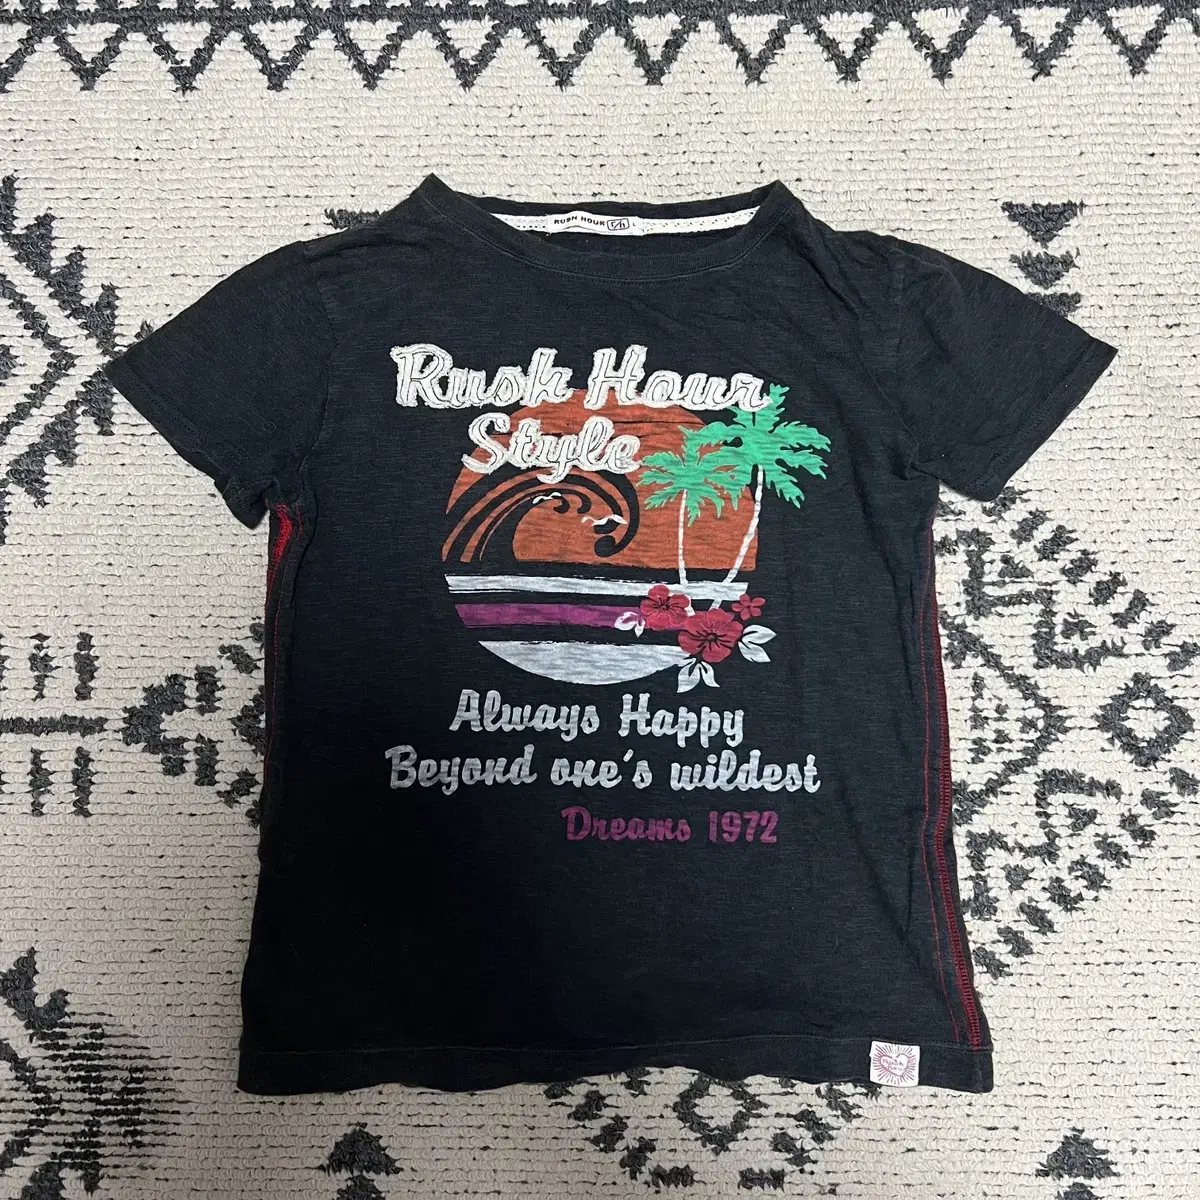 RUSH HOUR r/h L
Rush Hour
Style
Always Happy
Beyond one's wildest
Dreams 1972